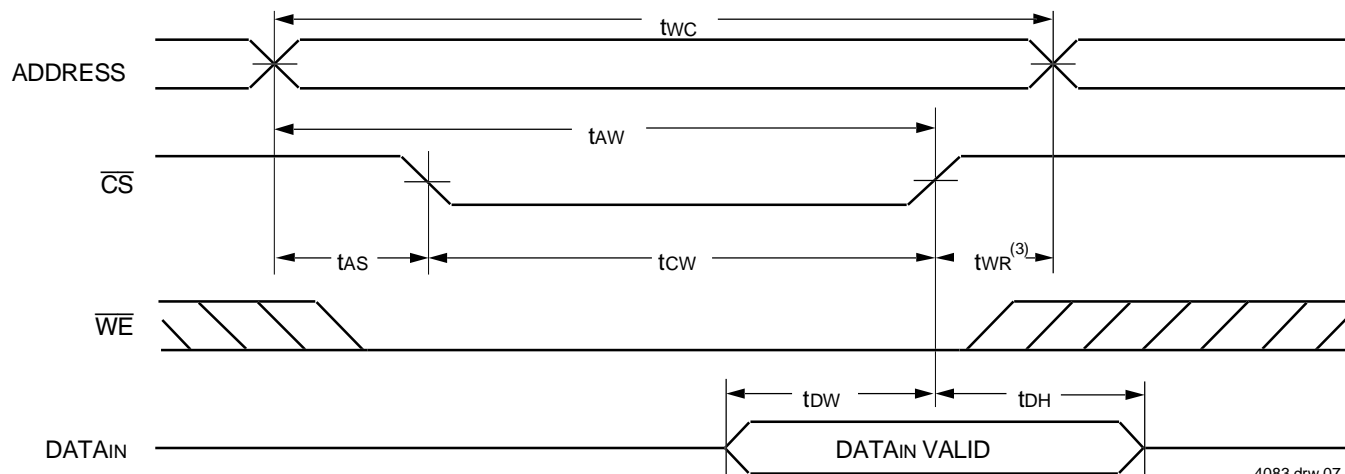 tWC
ADDRESS
tAW
CS
tAS
tCW
tWR(3)
WE
tDW
tDH
DATAIN
DATAIN VALID
4083 drw 07